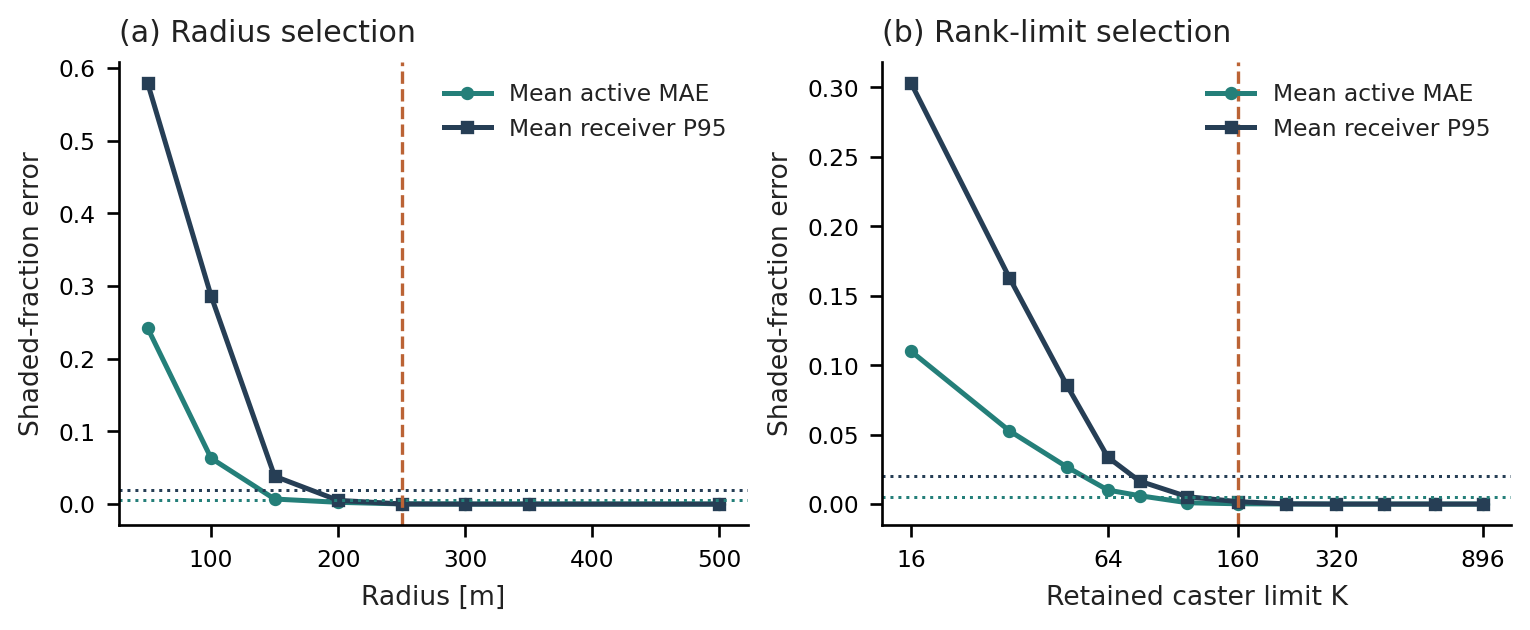 (a) Radius selection
Shaded-fraction error
0.6
0.5
0.4
0.3
0.2
0.1
0.0
Mean active MAE
Mean receiver P95
100
200
300
400
500
Radius [m]
(b) Rank-limit selection
Shaded-fraction error
0.30
0.25
0.20
0.15
0.10
0.05
0.00
Mean active MAE
Mean receiver P95
16
64
160
320
896
Retained caster limit K